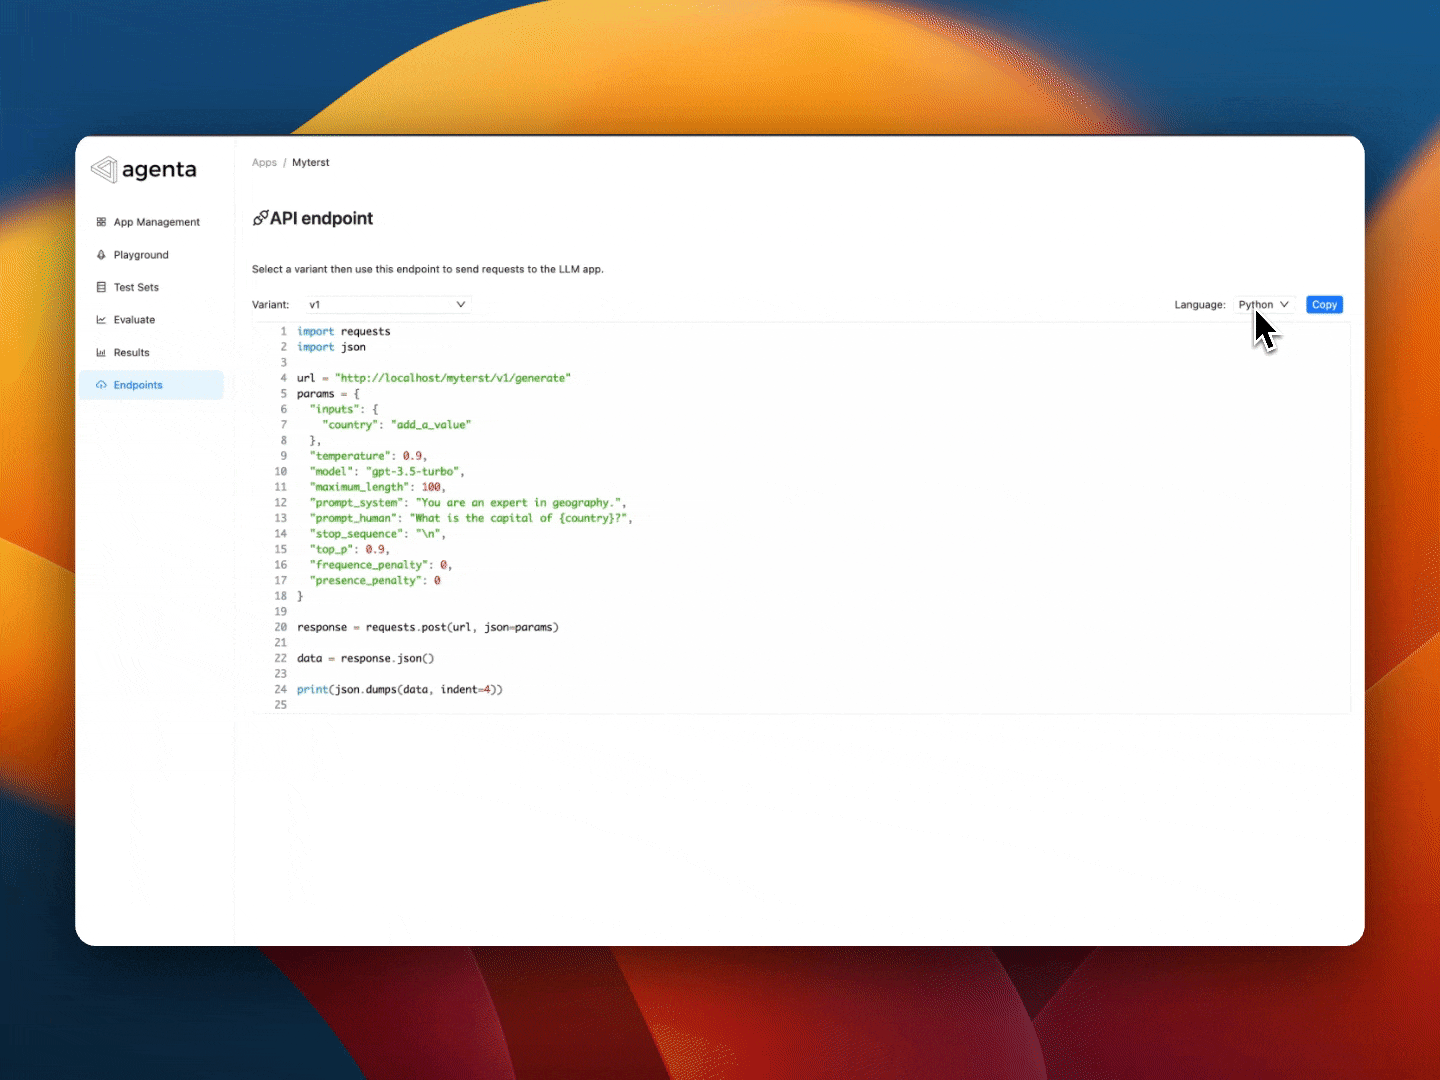 agenta
App Management
Playground
Test Sets
Evaluate
Results
Endpoints
Apps / Myterst
API endpoint
Select a variant then use this endpoint to send requests to the LLM app.
Variant: v1 Language: Python Copy
1 import requests
2 import json
3
4 url = "http://localhost/myterst/v1/generate"
5 params = {
6 "inputs": {
7 "country": "add_a_value"
8 },
9 "temperature": 0.9,
10 "model": "gpt-3.5-turbo",
11 "maximum_length": 100,
12 "prompt_system": "You are an expert in geography.",
13 "prompt_human": "What is the capital of {country}?",
14 "stop_sequence": "\n",
15 "top_p": 0.9,
16 "frequence_penalty": 0,
17 "presence_penalty": 0
18 }
19
20 response = requests.post(url, json=params)
21
22 data = response.json()
23
24 print(json.dumps(data, indent=4))
25